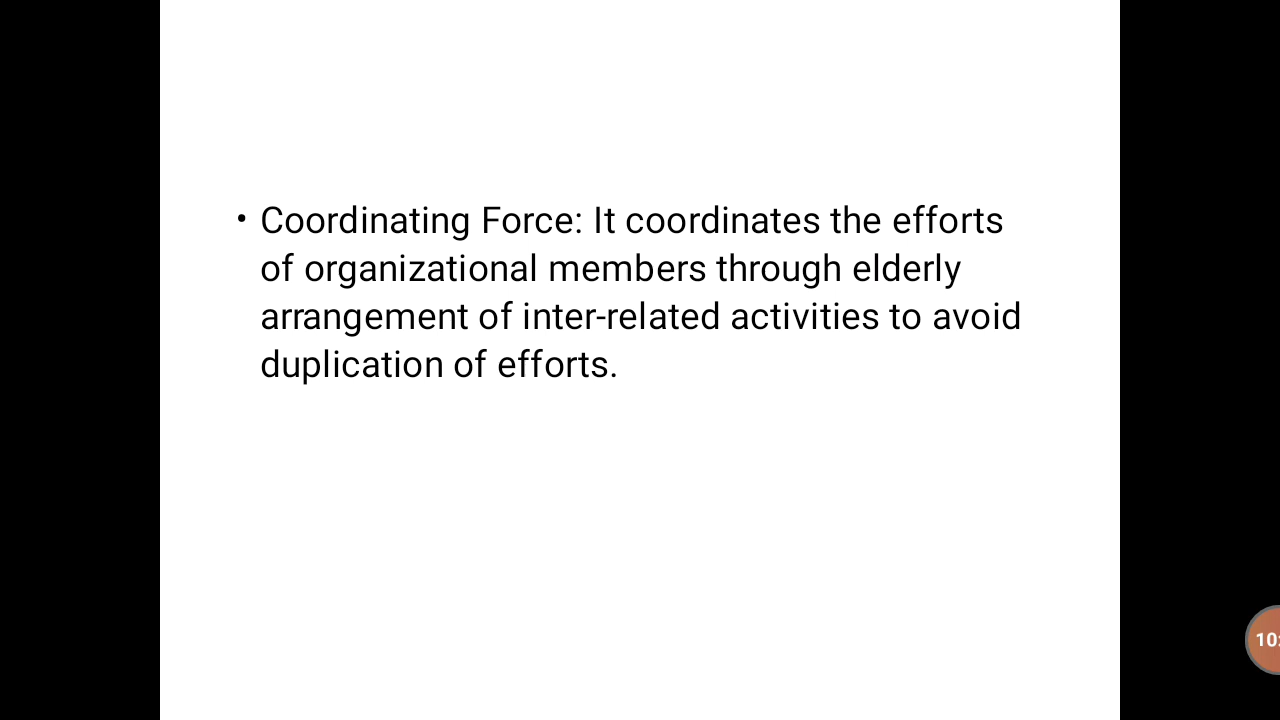 • Coordinating Force: It coordinates the efforts
of organizational members through elderly
arrangement of inter-related activities to avoid
duplication of efforts.
10: